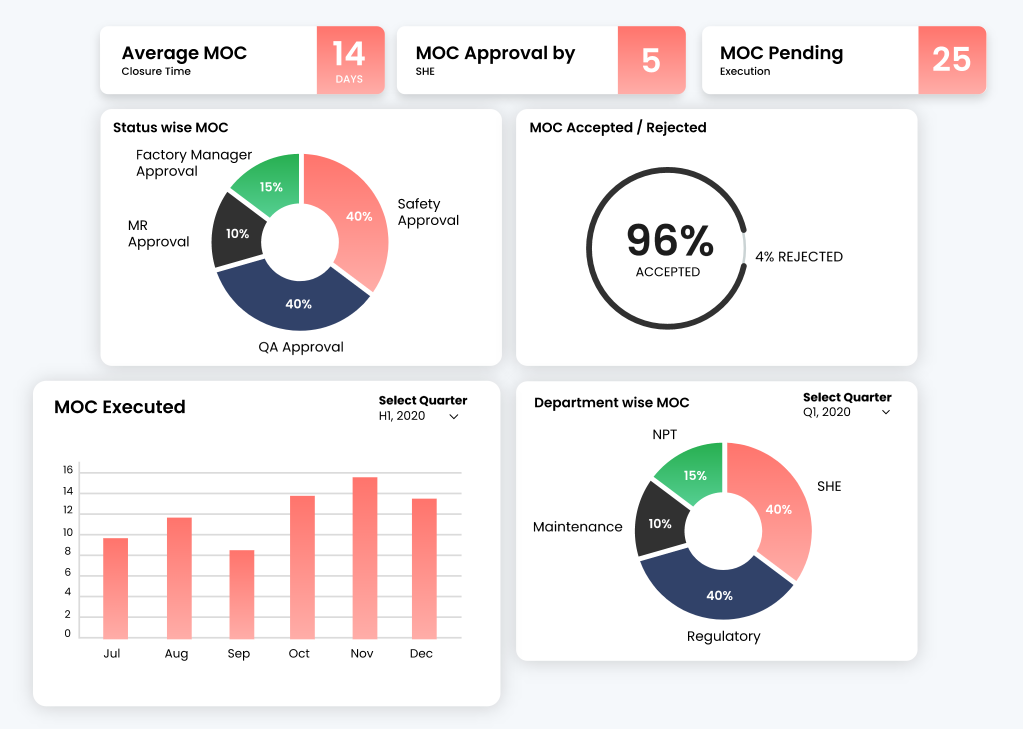 Average MOC
Closure Time
14
DAYS
MOC Approval by
SHE
5
MOC Pending
Execution
25
Status wise MOC
Factory Manager
Approval
15%
40%
Safety
Approval
MR
Approval
10%
40%
QA Approval
MOC Accepted / Rejected
96%
ACCEPTED
4% REJECTED
MOC Executed
Select Quarter
H1, 2020
16
14
12
10
8
6
4
2
0
Jul Aug Sep Oct Nov Dec
Department wise MOC
Select Quarter
Q1, 2020
NPT
15%
SHE
40%
Maintenance
10%
40%
Regulatory